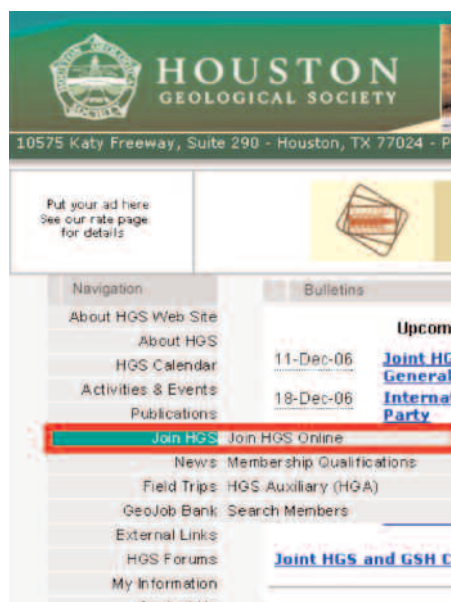 HOUSTON
GEOLOGICAL SOCIETY
10575 Katy Freeway, Suite 290 - Houston, TX 77024 - P
Put your ad here
See our rate page
for details
Navigation
Bulletins
About HGS Web Site
About HGS
HGS Calendar
Activities & Events
Publications
Join HGS
News
Field Trips
GeoJob Bank
External Links
HGS Forums
My Information
Join HGS Online
Membership Qualifications
HGS Auxiliary (HGA)
Search Members
Upcom
11-Dec-06 Joint HG
General
18-Dec-06 Internat
Party
Joint HGS and GSH C